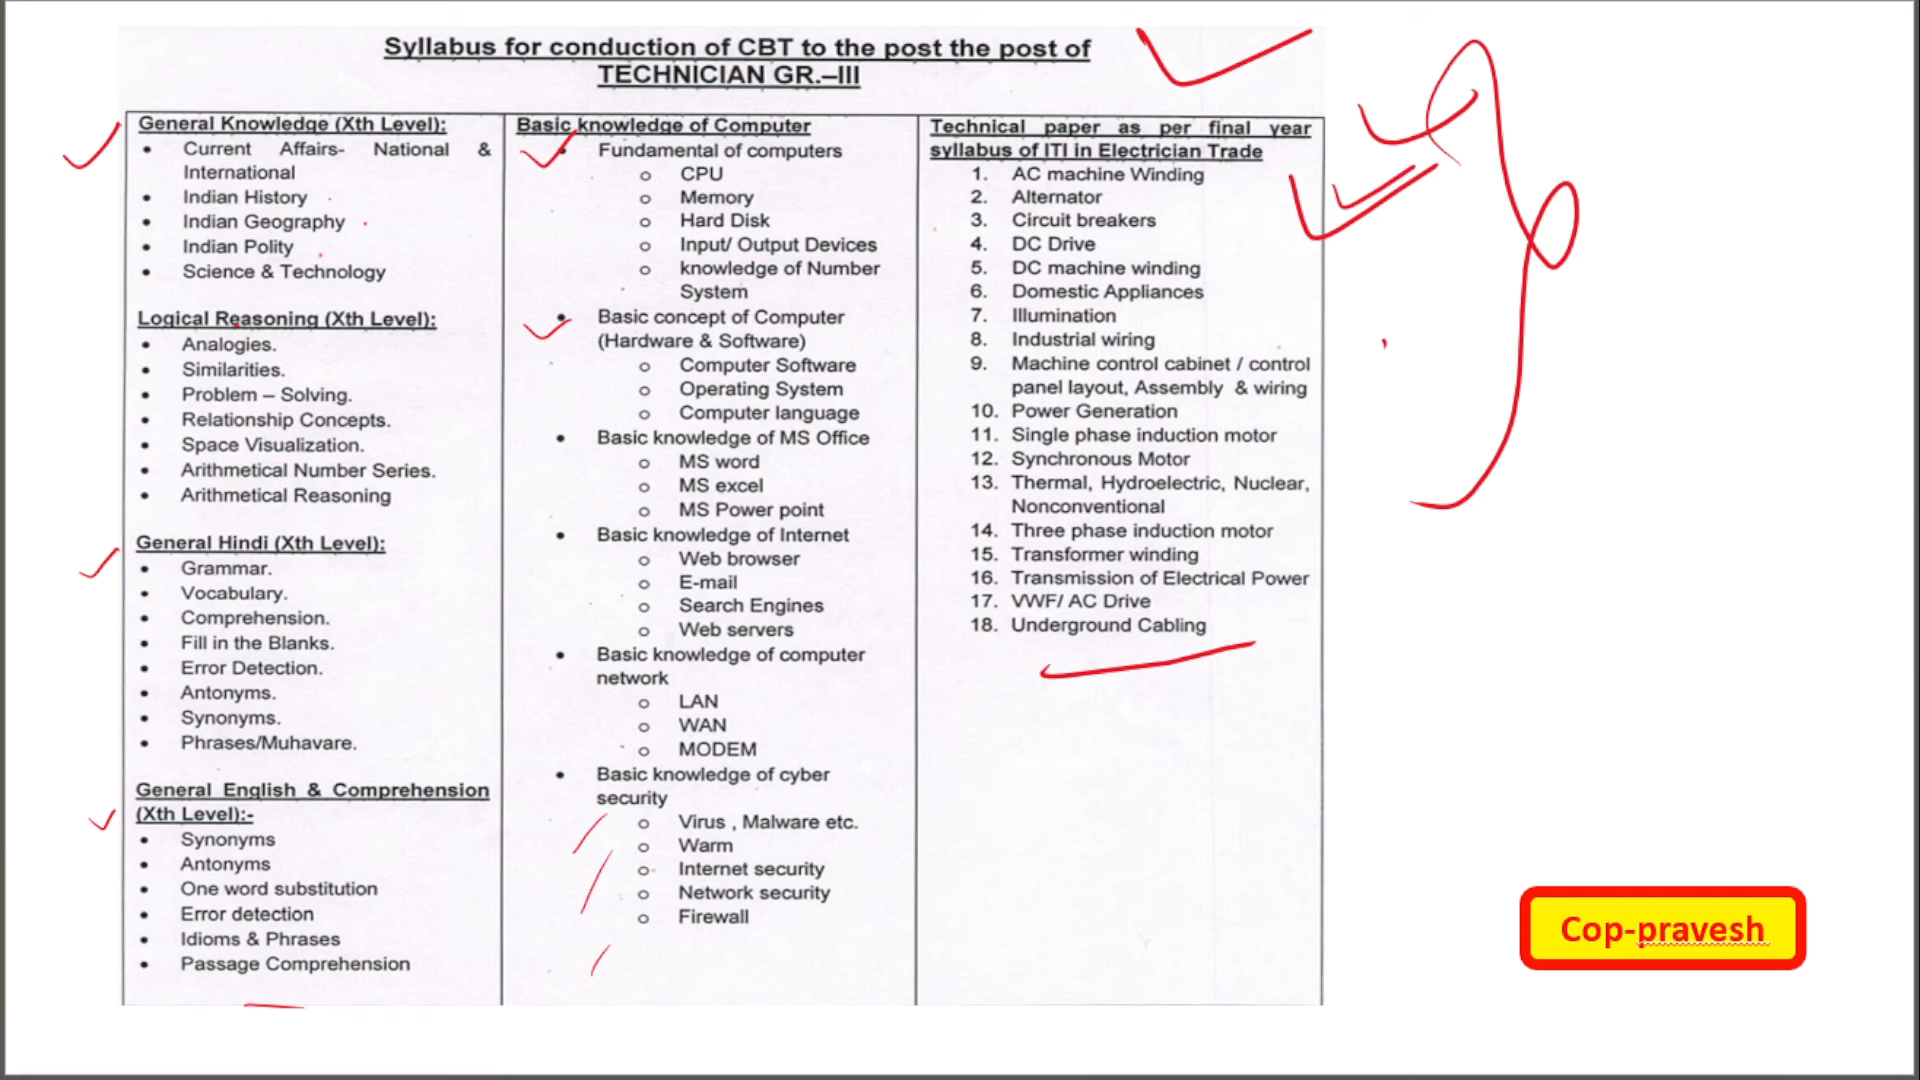 Syllabus for conduction of CBT to the post the post of
TECHNICIAN GR.–III
General Knowledge (Xth Level):
• Current Affairs- National &
International
• Indian History
• Indian Geography
• Indian Polity
• Science & Technology
Logical Reasoning (Xth Level):
• Analogies.
• Similarities.
• Problem – Solving.
• Relationship Concepts.
• Space Visualization.
• Arithmetical Number Series.
• Arithmetical Reasoning
General Hindi (Xth Level):
• Grammar.
• Vocabulary.
• Comprehension.
• Fill in the Blanks.
• Error Detection.
• Antonyms.
• Synonyms.
• Phrases/Muhavare.
General English & Comprehension
(Xth Level):-
• Synonyms
• Antonyms
• One word substitution
• Error detection
• Idioms & Phrases
• Passage Comprehension
Basic knowledge of Computer
• Fundamental of computers
o CPU
o Memory
o Hard Disk
o Input/ Output Devices
o knowledge of Number
System
• Basic concept of Computer
(Hardware & Software)
o Computer Software
o Operating System
o Computer language
• Basic knowledge of MS Office
o MS word
o MS excel
o MS Power point
• Basic knowledge of Internet
o Web browser
o E-mail
o Search Engines
o Web servers
• Basic knowledge of computer
network
o LAN
o WAN
o MODEM
• Basic knowledge of cyber
security
o Virus , Malware etc.
o Warm
o Internet security
o Network security
o Firewall
Technical paper as per final year
syllabus of ITI in Electrician Trade
1. AC machine Winding
2. Alternator
3. Circuit breakers
4. DC Drive
5. DC machine winding
6. Domestic Appliances
7. Illumination
8. Industrial wiring
9. Machine control cabinet / control
panel layout, Assembly & wiring
10. Power Generation
11. Single phase induction motor
12. Synchronous Motor
13. Thermal, Hydroelectric, Nuclear,
Nonconventional
14. Three phase induction motor
15. Transformer winding
16. Transmission of Electrical Power
17. VWF/ AC Drive
18. Underground Cabling
Cop-pravesh